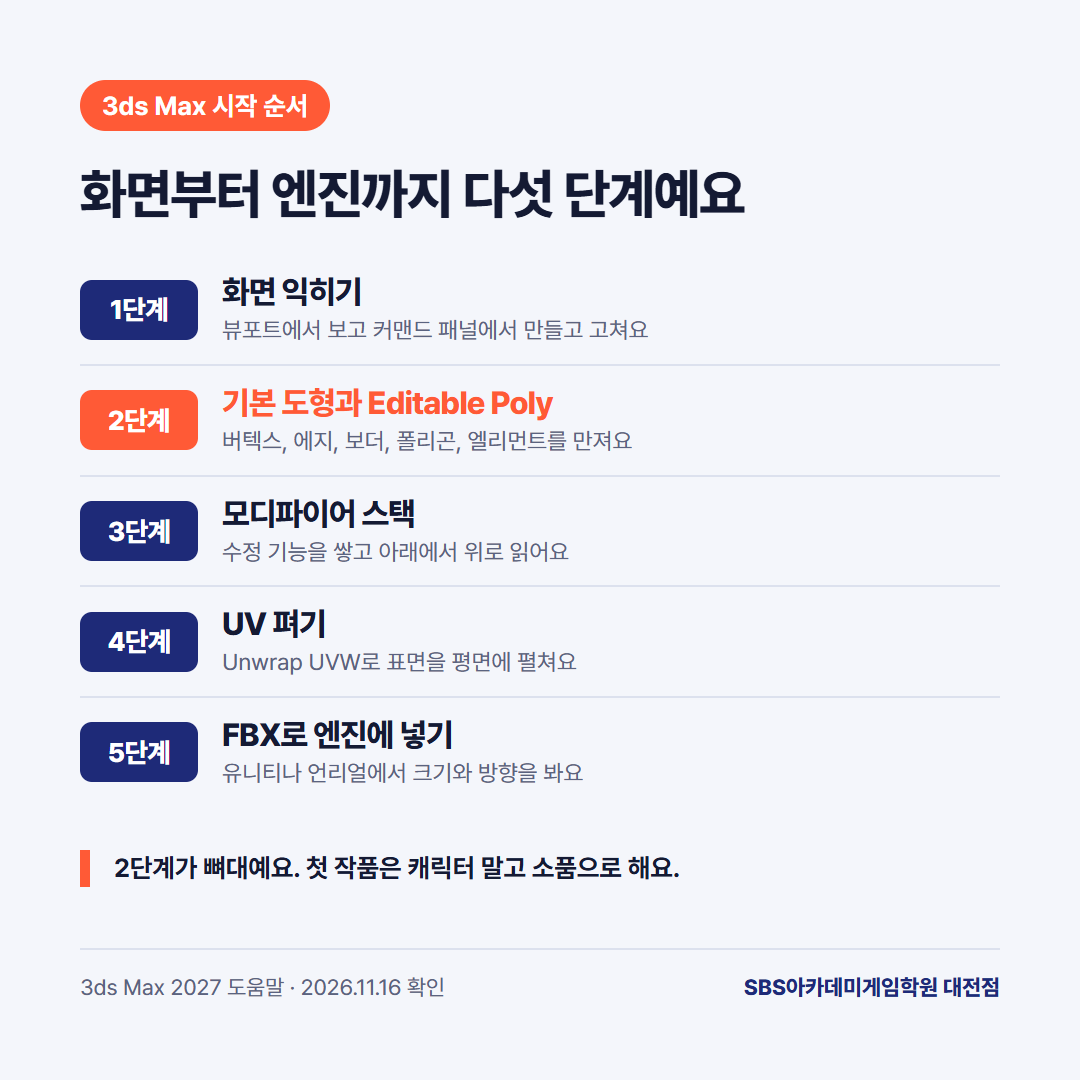 3ds Max 시작 순서
화면부터 엔진까지 다섯 단계예요
1단계
화면 익히기
뷰포트에서 보고 커맨드 패널에서 만들고 고쳐요
2단계
기본 도형과 Editable Poly
버텍스, 에지, 보더, 폴리곤, 엘리먼트를 만져요
3단계
모디파이어 스택
수정 기능을 쌓고 아래에서 위로 읽어요
4단계
UV 펴기
Unwrap UVW로 표면을 평면에 펼쳐요
5단계
FBX로 엔진에 넣기
유니티나 언리얼에서 크기와 방향을 봐요
2단계가 뼈대예요. 첫 작품은 캐릭터 말고 소품으로 해요.
3ds Max 2027 도움말 · 2026.11.16 확인
SBS아카데미게임학원 대전점